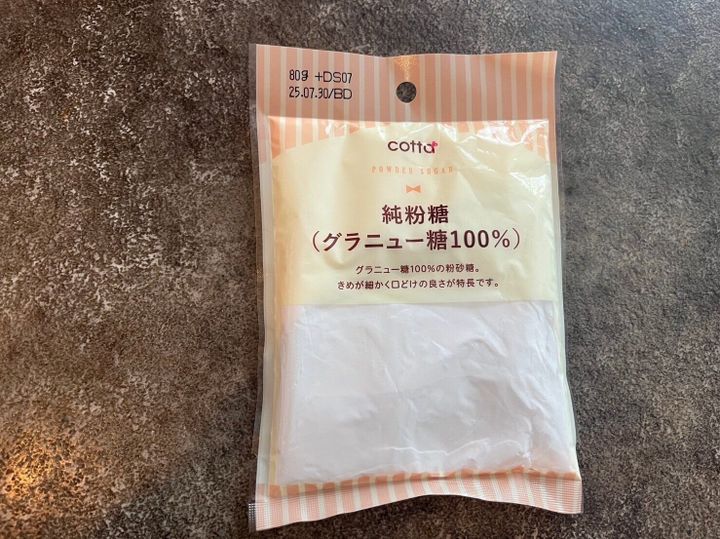 80g +DS07
25.07.30/BD
cotta
POWDER SUGAR
純粉糖
(グラニュー糖100%)
グラニュー糖100%の粉砂糖。
きめが細かく口どけの良さが特長です。